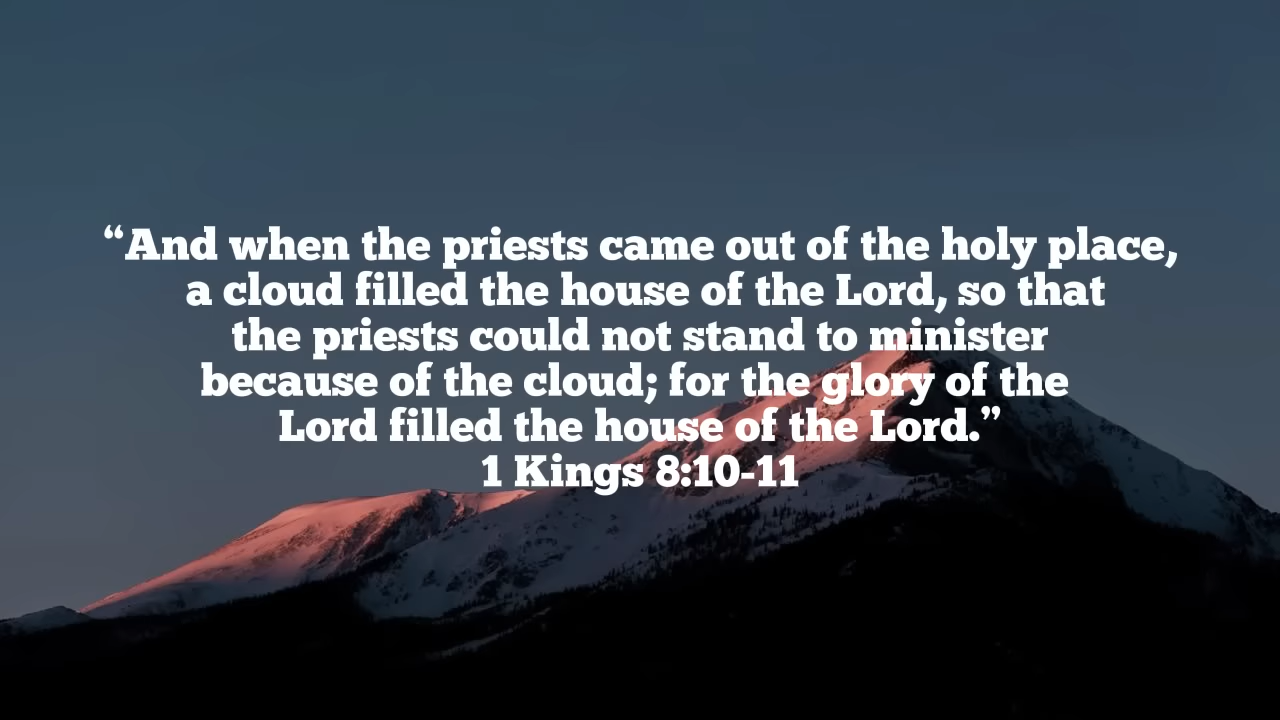 “And when the priests came out of the holy place,
a cloud filled the house of the Lord, so that
the priests could not stand to minister
because of the cloud; for the glory of the
Lord filled the house of the Lord.”
1 Kings 8:10-11